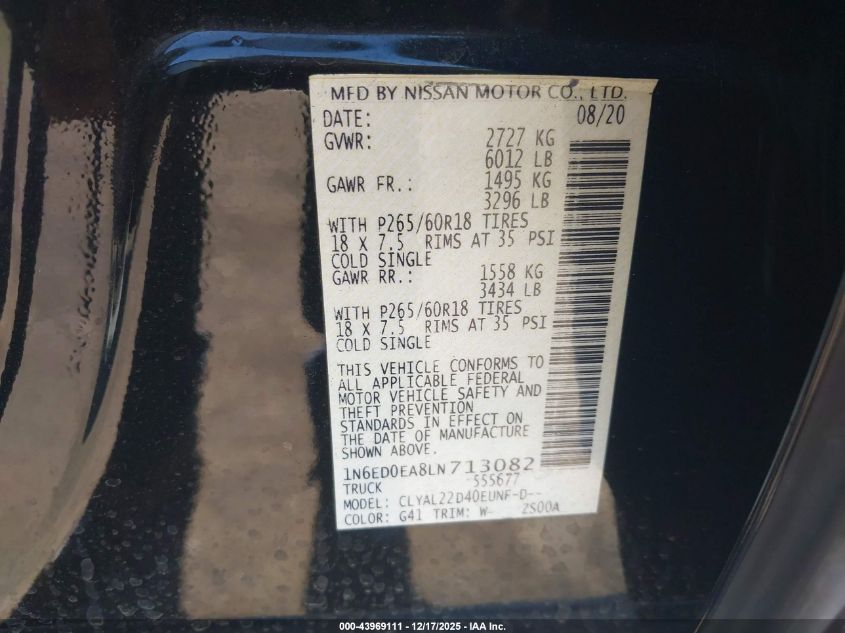 MFD BY NISSAN MOTOR CO., LTD.
DATE: 08/20
GVWR: 2727 KG
6012 LB
GAWR FR.: 1495 KG
3296 LB
WITH P265/60R18 TIRES
18 X 7.5 RIMS AT 35 PSI
COLD SINGLE
GAWR RR.: 1558 KG
3434 LB
WITH P265/60R18 TIRES
18 X 7.5 RIMS AT 35 PSI
COLD SINGLE
THIS VEHICLE CONFORMS TO
ALL APPLICABLE FEDERAL
MOTOR VEHICLE SAFETY AND
THEFT PREVENTION
STANDARDS IN EFFECT ON
THE DATE OF MANUFACTURE
SHOWN ABOVE.
1N6ED0EA8LN713082
TRUCK -555677
MODEL: CLYAL22D40EUNF-D--
COLOR: G41 TRIM: W- 2S00A
000-43969111 - 12/17/2025 - IAA Inc.